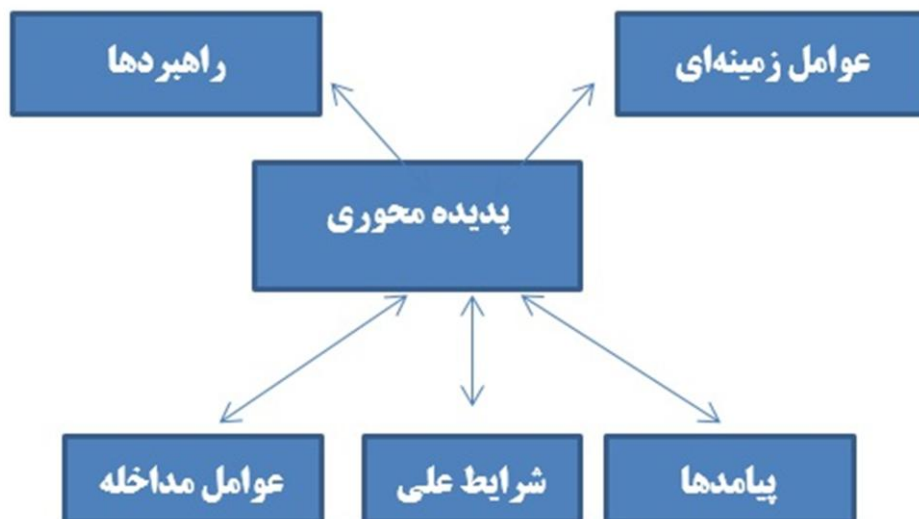 عوامل زمینه‌ای
راهبردها
پدیده محوری
پیامدها
شرایط علی
عوامل مداخله